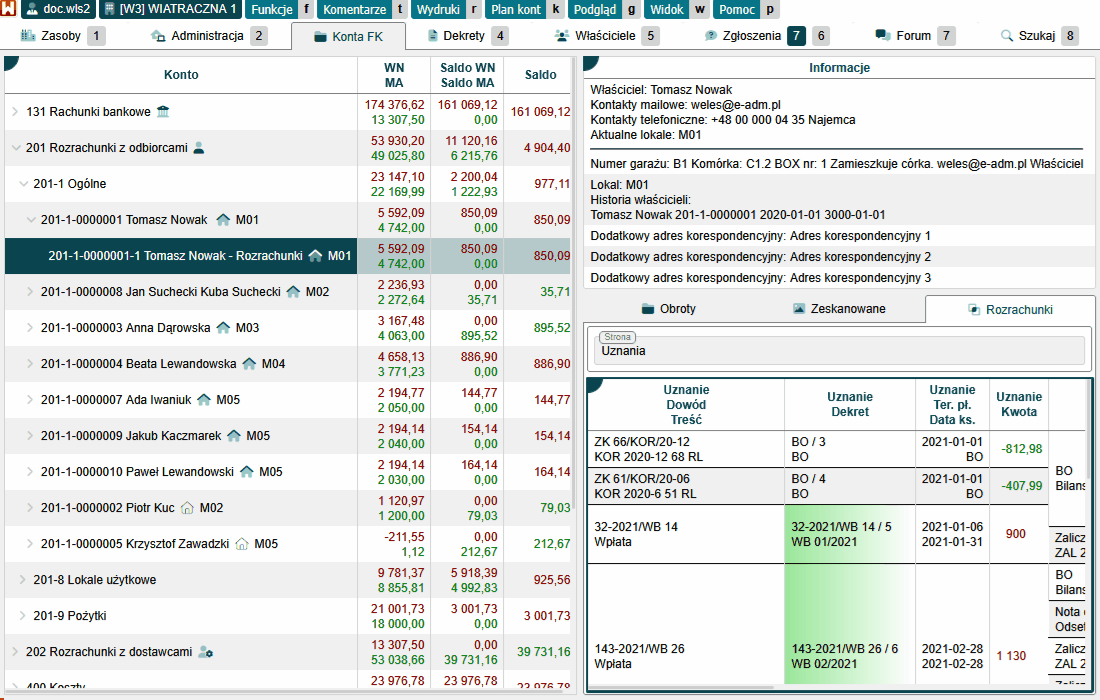 doc.wls2 [W3] WIATRACZNA 1 Funkcje f Komentarze t Wydruki r Plan kont k Podgląd g Widok w Pomoc p
Zasoby 1 Administracja 2 Konta FK Dekrety 4 Właściciele 5 Zgłoszenia 7 6 Forum 7 Szukaj 8
Konto
WN
MA
Saldo WN
Saldo MA
Saldo
131 Rachunki bankowe
174 376,62 161 069,12 161 069,12
13 307,50 0,00
201 Rozrachunki z odbiorcami
53 930,20 11 120,16 4 904,40
49 025,80 6 215,76
201-1 Ogólne
23 147,10 2 200,04 977,11
22 169,99 1 222,93
201-1-0000001 Tomasz Nowak M01
5 592,09 850,09 850,09
4 742,00 0,00
201-1-0000001-1 Tomasz Nowak - Rozrachunki M01
5 592,09 850,09 850,09
4 742,00 0,00
201-1-0000008 Jan Suchecki Kuba Suchecki M02
2 236,93 0,00 35,71
2 272,64 35,71
201-1-0000003 Anna Dąrowska M03
3 167,48 0,00 895,52
4 063,00 895,52
201-1-0000004 Beata Lewandowska M04
4 658,13 886,90 886,90
3 771,23 0,00
201-1-0000007 Ada Iwaniuk M05
2 194,77 144,77 144,77
2 050,00 0,00
201-1-0000009 Jakub Kaczmarek M05
2 194,14 154,14 154,14
2 040,00 0,00
201-1-0000010 Paweł Lewandowski M05
2 194,14 164,14 164,14
2 030,00 0,00
201-1-0000002 Piotr Kuc M02
1 120,97 0,00 79,03
1 200,00 79,03
201-1-0000005 Krzysztof Zawadzki M05
-211,55 0,00 212,67
1,12 212,67
201-8 Lokale użytkowe
9 781,37 5 918,39 925,56
8 855,81 4 992,83
201-9 Pożytki
21 001,73 3 001,73 3 001,73
18 000,00 0,00
202 Rozrachunki z dostawcami
13 307,50 0,00 39 731,16
53 038,66 39 731,16
400 Koszty
23 976,78 23 976,78 23 976,78
Informacje
Właściciel: Tomasz Nowak
Kontakty mailowe: weles@e-adm.pl
Kontakty telefoniczne: +48 00 000 04 35 Najemca
Aktualne lokale: M01
Numer garażu: B1 Komórka: C1.2 BOX nr: 1 Zamieszkuje córka. weles@e-adm.pl Właściciel
Lokal: M01
Historia właścicieli:
Tomasz Nowak 201-1-0000001 2020-01-01 3000-01-01
Dodatkowy adres korespondencyjny: Adres korespondencyjny 1
Dodatkowy adres korespondencyjny: Adres korespondencyjny 2
Dodatkowy adres korespondencyjny: Adres korespondencyjny 3
Obroty Zeskanowane Rozrachunki
Strona
Uznania
Uznanie
Dowód
Treść
Uznanie
Dekret
Uznanie
Ter. pł.
Data ks.
Uznanie
Kwota
ZK 66/KOR/20-12 BO / 3 2021-01-01 -812,98
KOR 2020-12 68 RL BO BO
ZK 61/KOR/20-06 BO / 4 2021-01-01 -407,99
KOR 2020-6 51 RL BO BO
BO
Bilans
32-2021/WB 14 32-2021/WB 14 / 5 2021-01-06 900
Wpłata WB 01/2021 2021-01-31
Zalicz
ZAL 2
BO
Bilans
Nota o
Odset
143-2021/WB 26 143-2021/WB 26 / 6 2021-02-28 1 130
Wpłata WB 02/2021 2021-02-28
Zalicz
ZAL 2
Zalicz